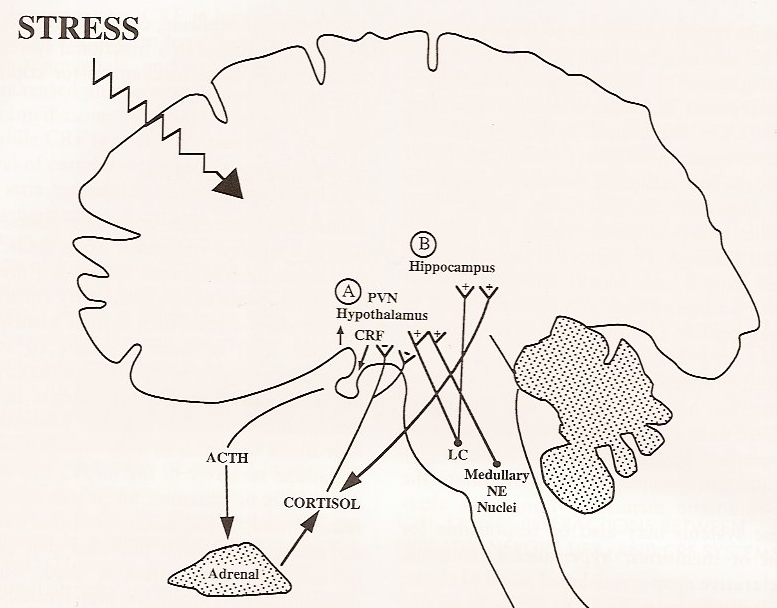 STRESS
B
Hippocampus
+ +
A
PVN
Hypothalamus
CRF
+ +
- -
LC
ACTH
Medullary
NE
Nuclei
CORTISOL
Adrenal